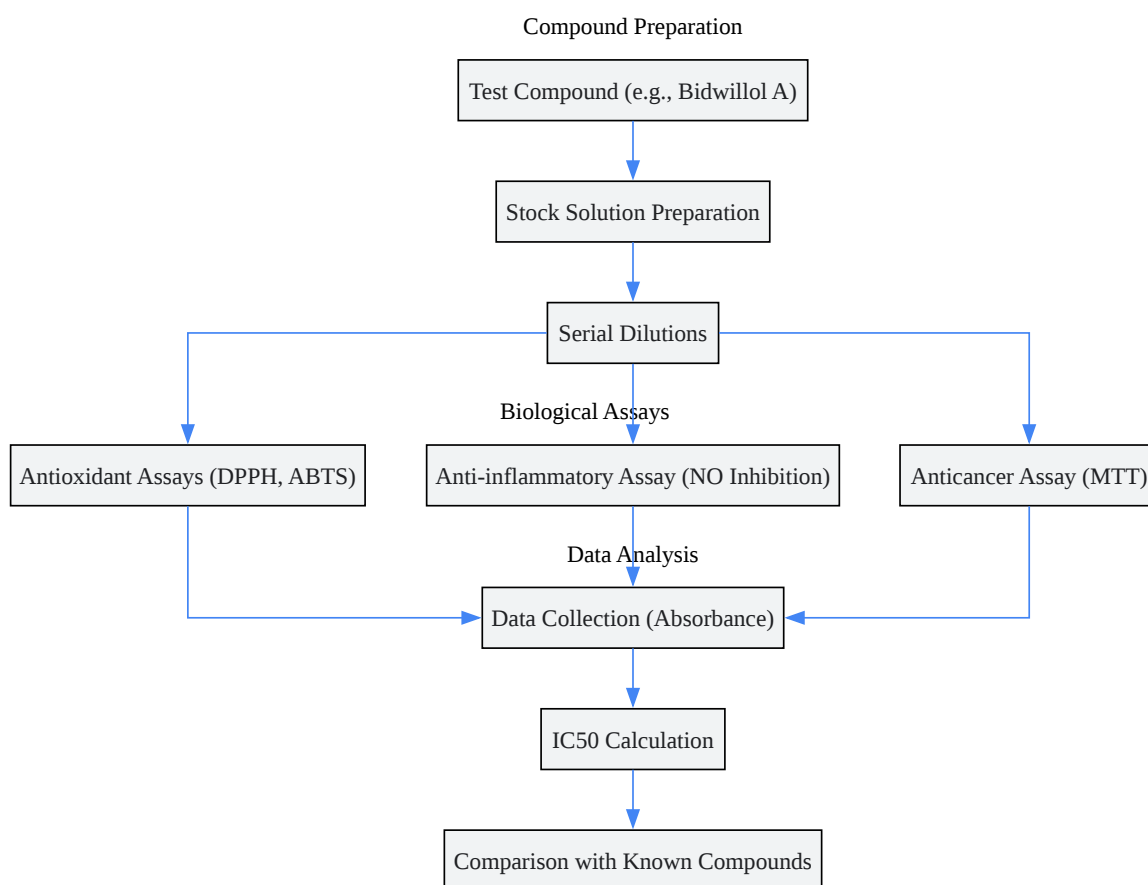 Compound Preparation
Test Compound (e.g., Bidwillol A)
Stock Solution Preparation
Serial Dilutions
Biological Assays
Antioxidant Assays (DPPH, ABTS)
Anti-inflammatory Assay (NO Inhibition)
Anticancer Assay (MTT)
Data Analysis
Data Collection (Absorbance)
IC50 Calculation
Comparison with Known Compounds